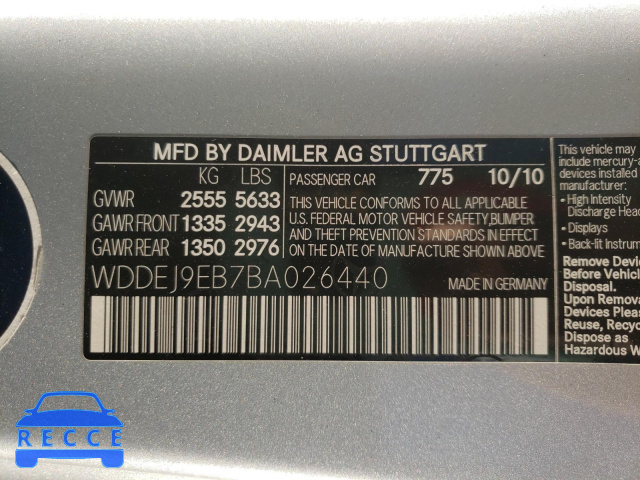 MFD BY DAIMLER AG STUTTGART
KG LBS
GVWR 2555 5633
GAWR FRONT 1335 2943
GAWR REAR 1350 2976
PASSENGER CAR 775 10/10
THIS VEHICLE CONFORMS TO ALL APPLICABLE
U.S. FEDERAL MOTOR VEHICLE SAFETY,BUMPER
AND THEFT PREVENTION STANDARDS IN EFFECT
ON THE DATE OF MANUFACTURE SHOWN ABOVE
WDDEJ9EB7BA026440
MADE IN GERMANY
This vehicle may
include mercury-a
devices installed
manufacturer:
- High Intensity
Discharge Hea
- Displays
- Back-lit Instrum
Remove Devic
Before Vehicle
Disposal.
Upon Remova
Devices Pleas
Reuse, Recyc
Dispose as
Hazardous W
RECCE